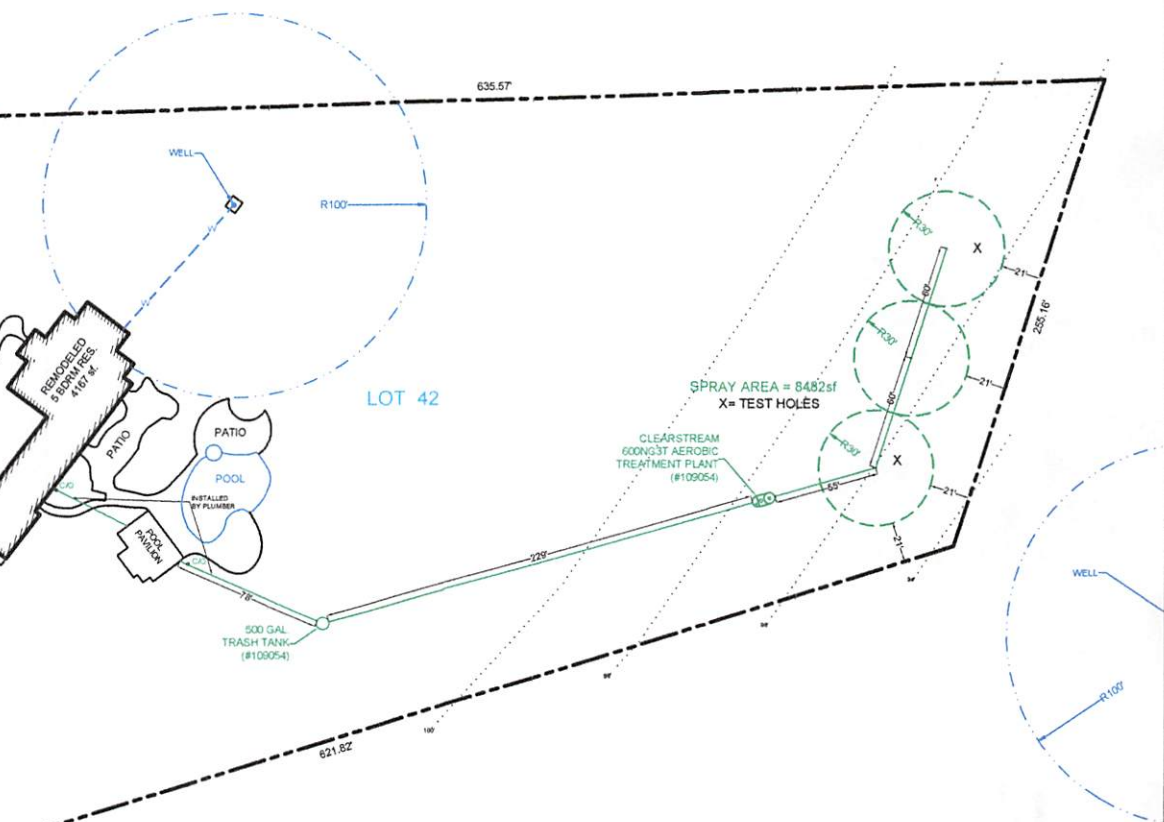 635.57'
WELL
R100'
R30'
X
21'
60'
255.16'
REMODELED
5 BDRM RES.
4167 sf.
R30'
21'
LOT 42
SPRAY AREA = 8482sf
X= TEST HOLES
60'
PATIO
PATIO
CLEARSTREAM
600NG3T AEROBIC
TREATMENT PLANT
(#109054)
R30'
X
POOL
C/O
INSTALLED
BY PLUMBER
55'
21'
POOL
PAVILION
229'
21'
C/O
78'
WELL
500 GAL.
TRASH TANK
(#109054)
R100'
100'
621.82'